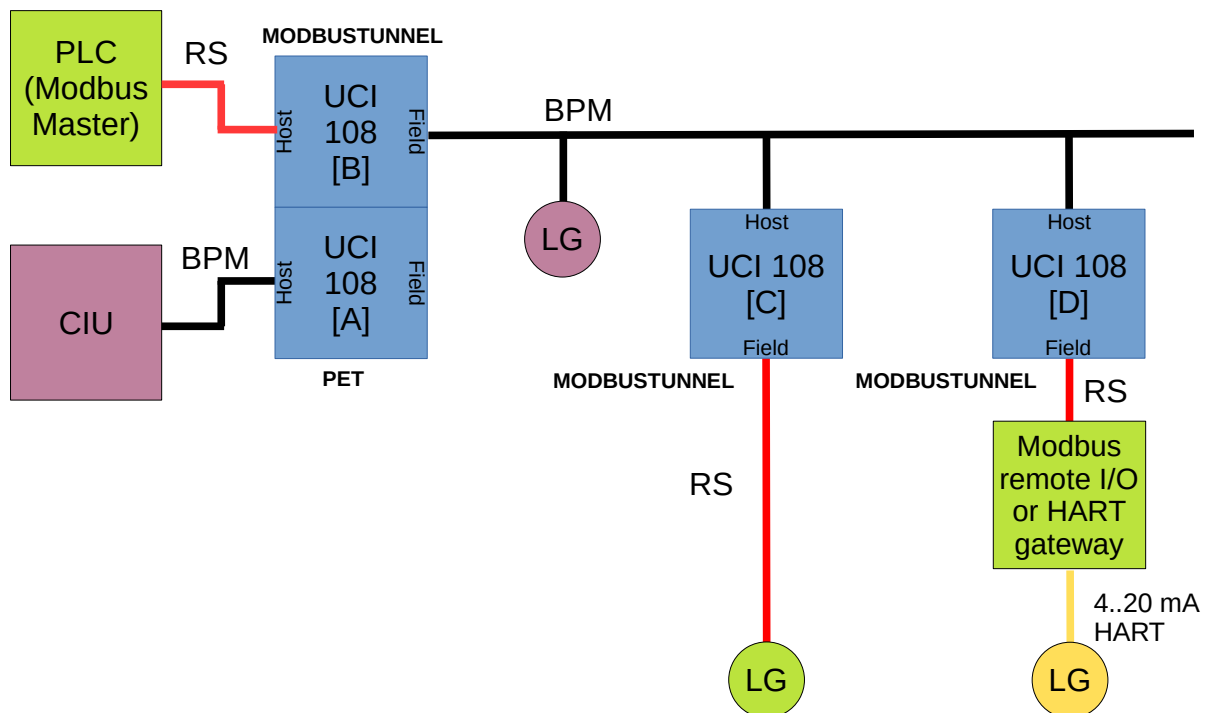 PLC
(Modbus
Master)
RS
MODBUSTUNNEL
Host
UCI
108
[B]
Field
BPM
CIU
BPM
Host
UCI
108
[A]
Field
PET
LG
Host
UCI 108
[C]
Field
MODBUSTUNNEL
RS
LG
Host
UCI 108
[D]
Field
MODBUSTUNNEL
RS
Modbus
remote I/O
or HART
gateway
4..20 mA
HART
LG